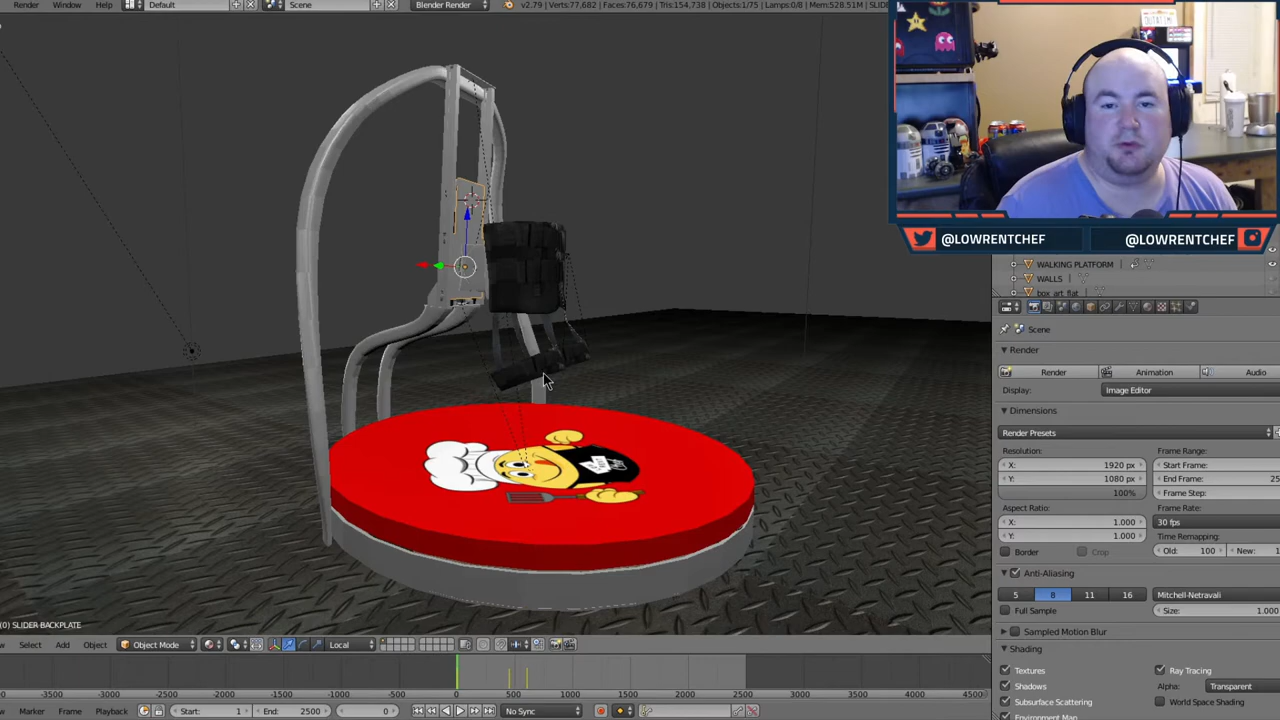 Render Window Help
Default
Scene
Blender Render
v2.79 | Verts:77,682 | Faces:76,679 | Tris:154,738 | Objects:1/75 | Lamps:0/8 | Mem:528.51M | SLID
OUTATIME
@LOWRENTCHEF
@LOWRENTCHEF
WALKING PLATFORM
WALLS
box_art_flat
Scene
Render
Render
Animation
Audio
Display:
Image Editor
Dimensions
Render Presets
Resolution:
Frame Range:
X: 1920 px
Start Frame:
Y: 1080 px
End Frame: 25
100%
Frame Step:
Aspect Ratio:
Frame Rate:
X: 1.000
30 fps
Y: 1.000
Time Remapping:
Border
Crop
Old: 100
New: 1
Anti-Aliasing
5
8
11
16
Mitchell-Netravali
Full Sample
Size: 1.000
Sampled Motion Blur
Shading
Textures
Ray Tracing
Shadows
Alpha: Transparent
Subsurface Scattering
World Space Shading
Environment Map
(0) SLIDER BACKPLATE
Select Add Object
Object Mode
Local
-3500 -3000 -2500 -2000 -1500 -1000 -500 0 500 1000 1500 2000 2500 3000 3500 4000 4500
Marker Frame Playback
Start: 1
End: 2500
0
No Sync